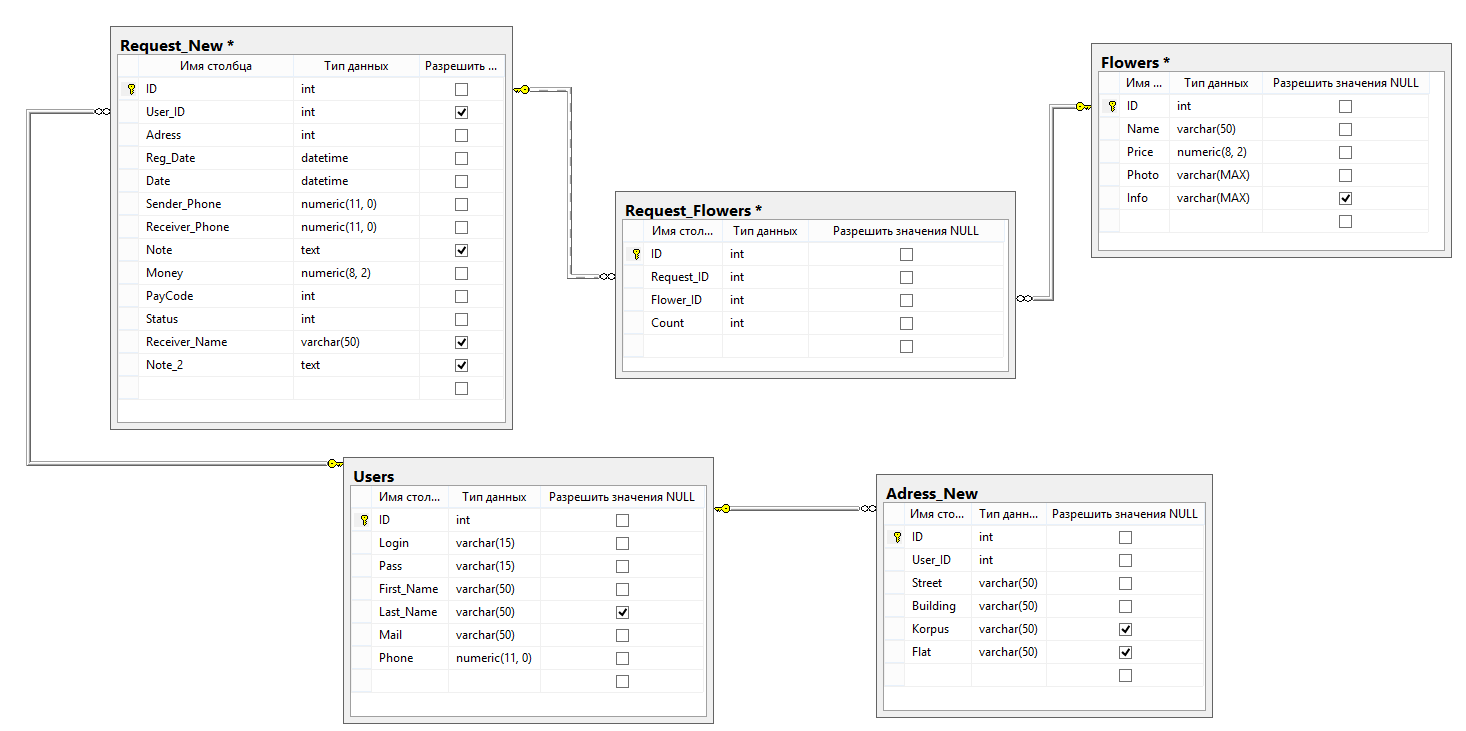 Request_New *
Имя столбца Тип данных Разрешить ...
ID int
User_ID int
Adress int
Reg_Date datetime
Date datetime
Sender_Phone numeric(11, 0)
Receiver_Phone numeric(11, 0)
Note text
Money numeric(8, 2)
PayCode int
Status int
Receiver_Name varchar(50)
Note_2 text
Flowers *
Имя ... Тип данных Разрешить значения NULL
ID int
Name varchar(50)
Price numeric(8, 2)
Photo varchar(MAX)
Info varchar(MAX)
Request_Flowers *
Имя стол... Тип данных Разрешить значения NULL
ID int
Request_ID int
Flower_ID int
Count int
Users
Имя стол... Тип данных Разрешить значения NULL
ID int
Login varchar(15)
Pass varchar(15)
First_Name varchar(50)
Last_Name varchar(50)
Mail varchar(50)
Phone numeric(11, 0)
Adress_New
Имя сто... Тип данн... Разрешить значения NULL
ID int
User_ID int
Street varchar(50)
Building varchar(50)
Korpus varchar(50)
Flat varchar(50)